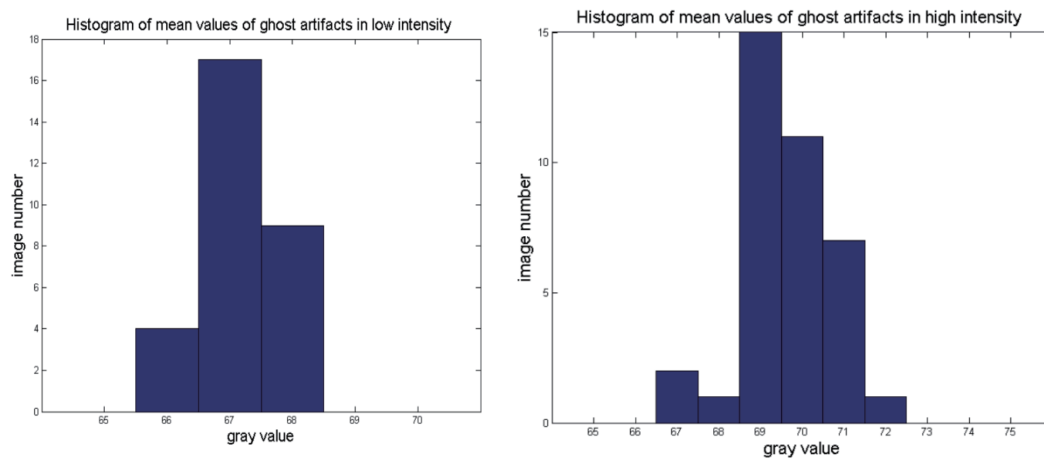 Histogram of mean values of ghost artifacts in low intensity
18
16
14
12
10
8
6
4
2
0
image number
65 66 67 68 69 70
gray value
Histogram of mean values of ghost artifacts in high intensity
15
10
5
0
image number
65 66 67 68 69 70 71 72 73 74 75
gray value